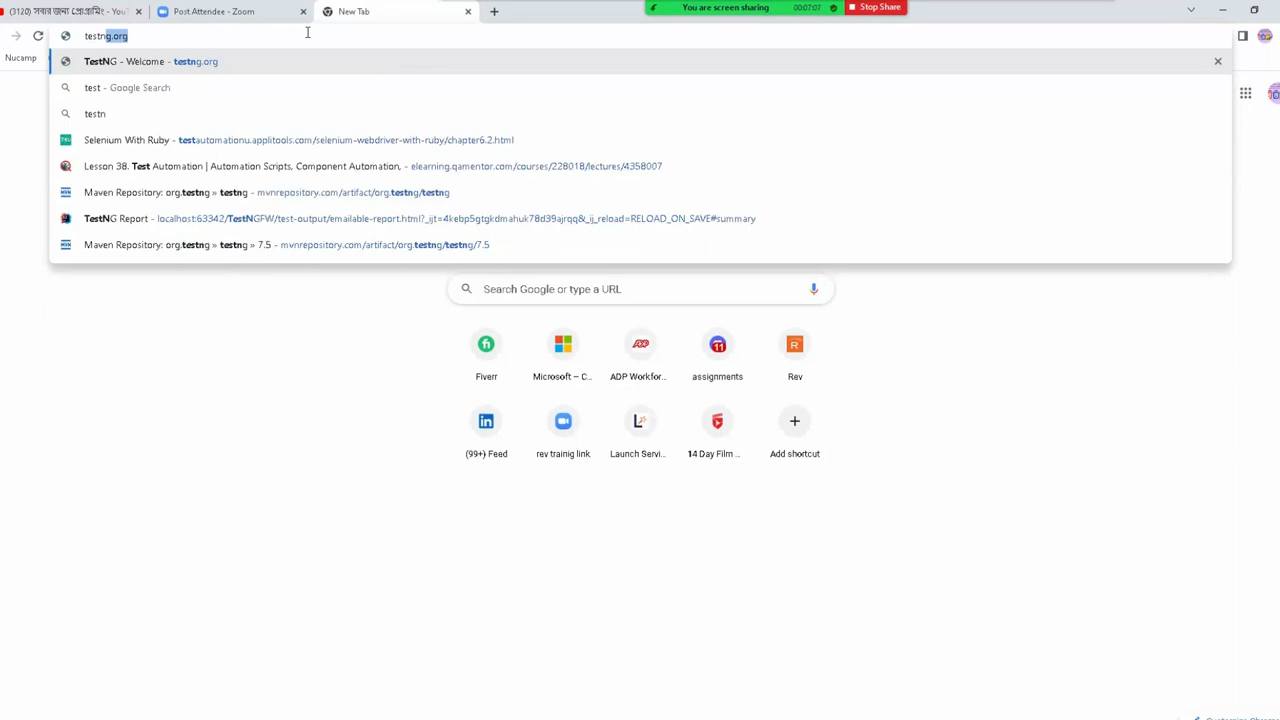 (3120) সবার জন্য প্রোগ্রামিং - You
Post Attendee - Zoom
New Tab
You are screen sharing
00:07:07
Stop Share
testng.org
Nucamp
TestNG - Welcome - testng.org
test - Google Search
testn
Selenium With Ruby - testautomationu.applitools.com/selenium-webdriver-with-ruby/chapter6.2.html
Lesson 38. Test Automation | Automation Scripts, Component Automation, - elearning.qamentor.com/courses/228018/lectures/4358007
Maven Repository: org.testng » testng - mvnrepository.com/artifact/org.testng/testng
TestNG Report - localhost:63342/TestNGFW/test-output/emailable-report.html?_ijt=4kebp5gtgkdmahuk78d39ajrqq&_ij_reload=RELOAD_ON_SAVE#summary
Maven Repository: org.testng » testng » 7.5 - mvnrepository.com/artifact/org.testng/testng/7.5
Search Google or type a URL
Fiverr
Microsoft – C...
ADP Workfor...
assignments
Rev
(99+) Feed
rev trainig link
Launch Servi...
14 Day Film ...
Add shortcut